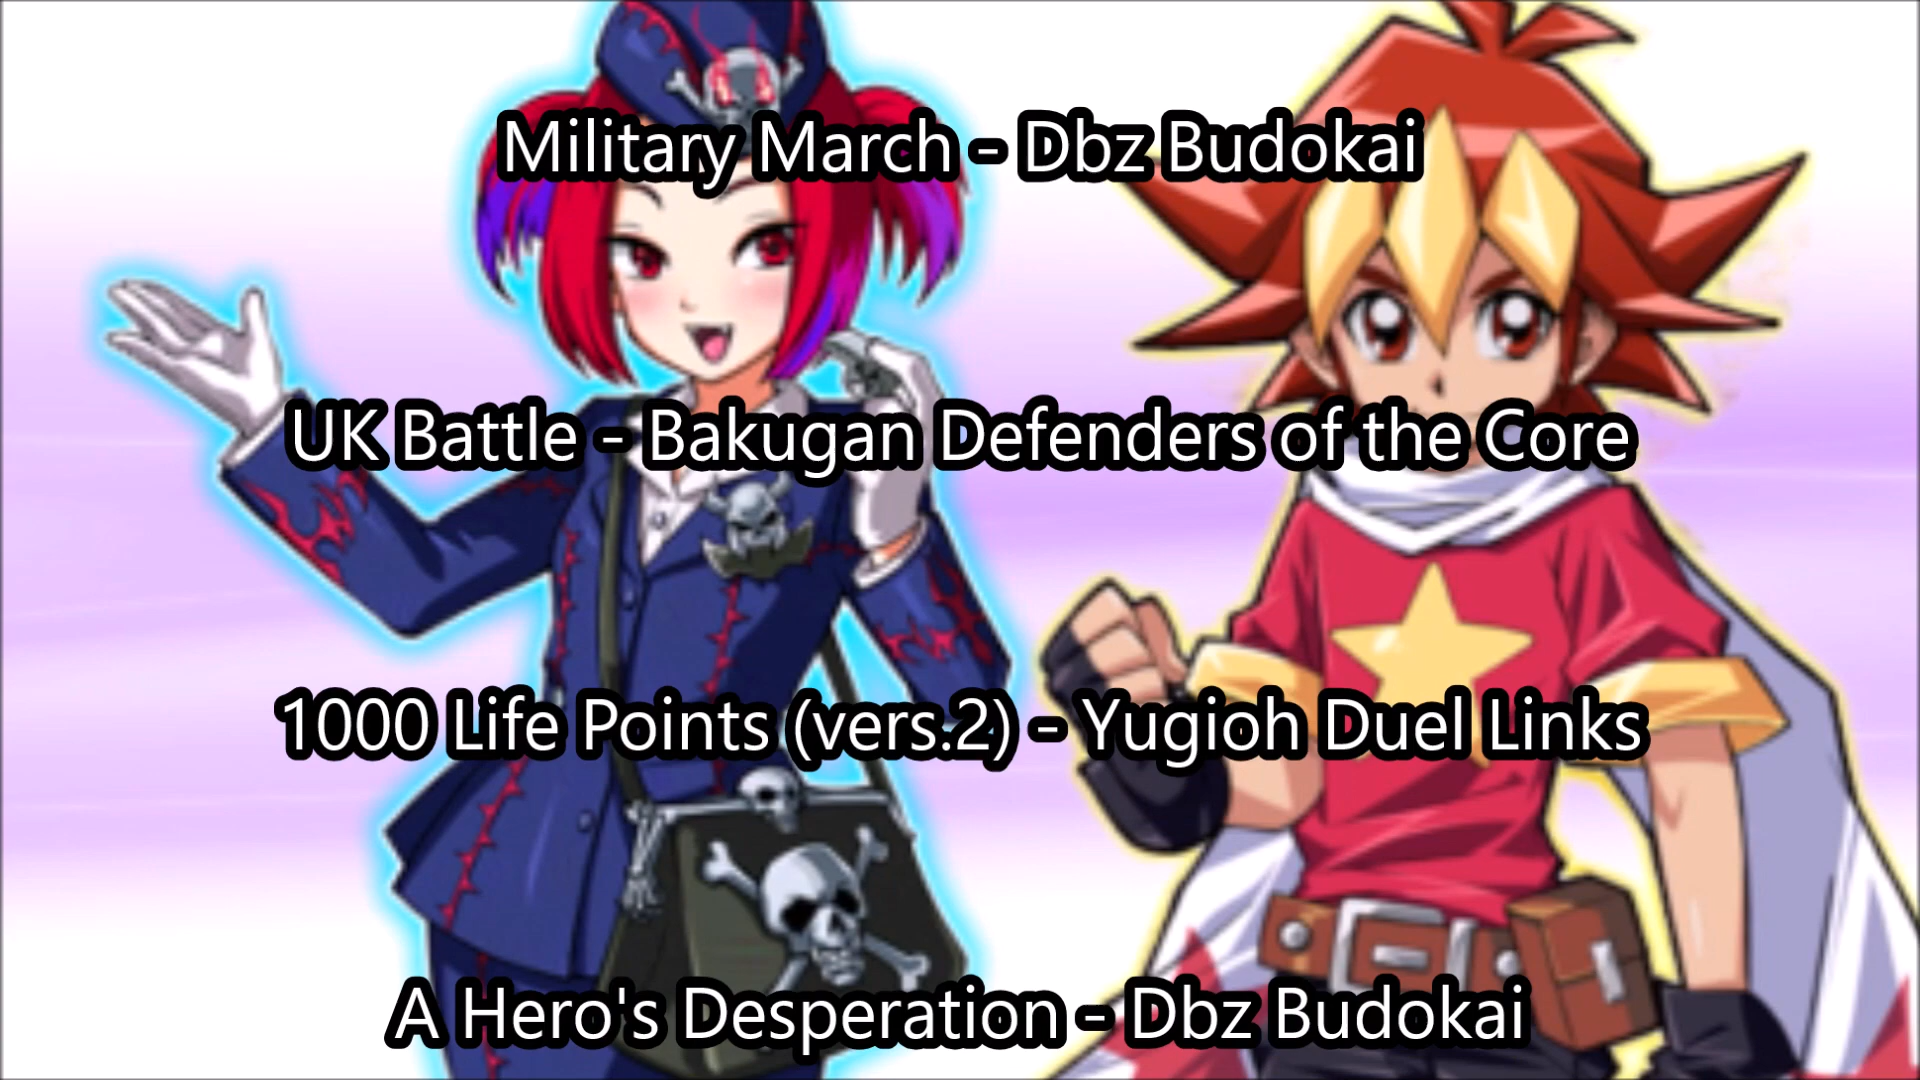 Military March - Dbz Budokai
UK Battle - Bakugan Defenders of the Core
1000 Life Points (vers.2) - Yugioh Duel Links
A Hero's Desperation - Dbz Budokai